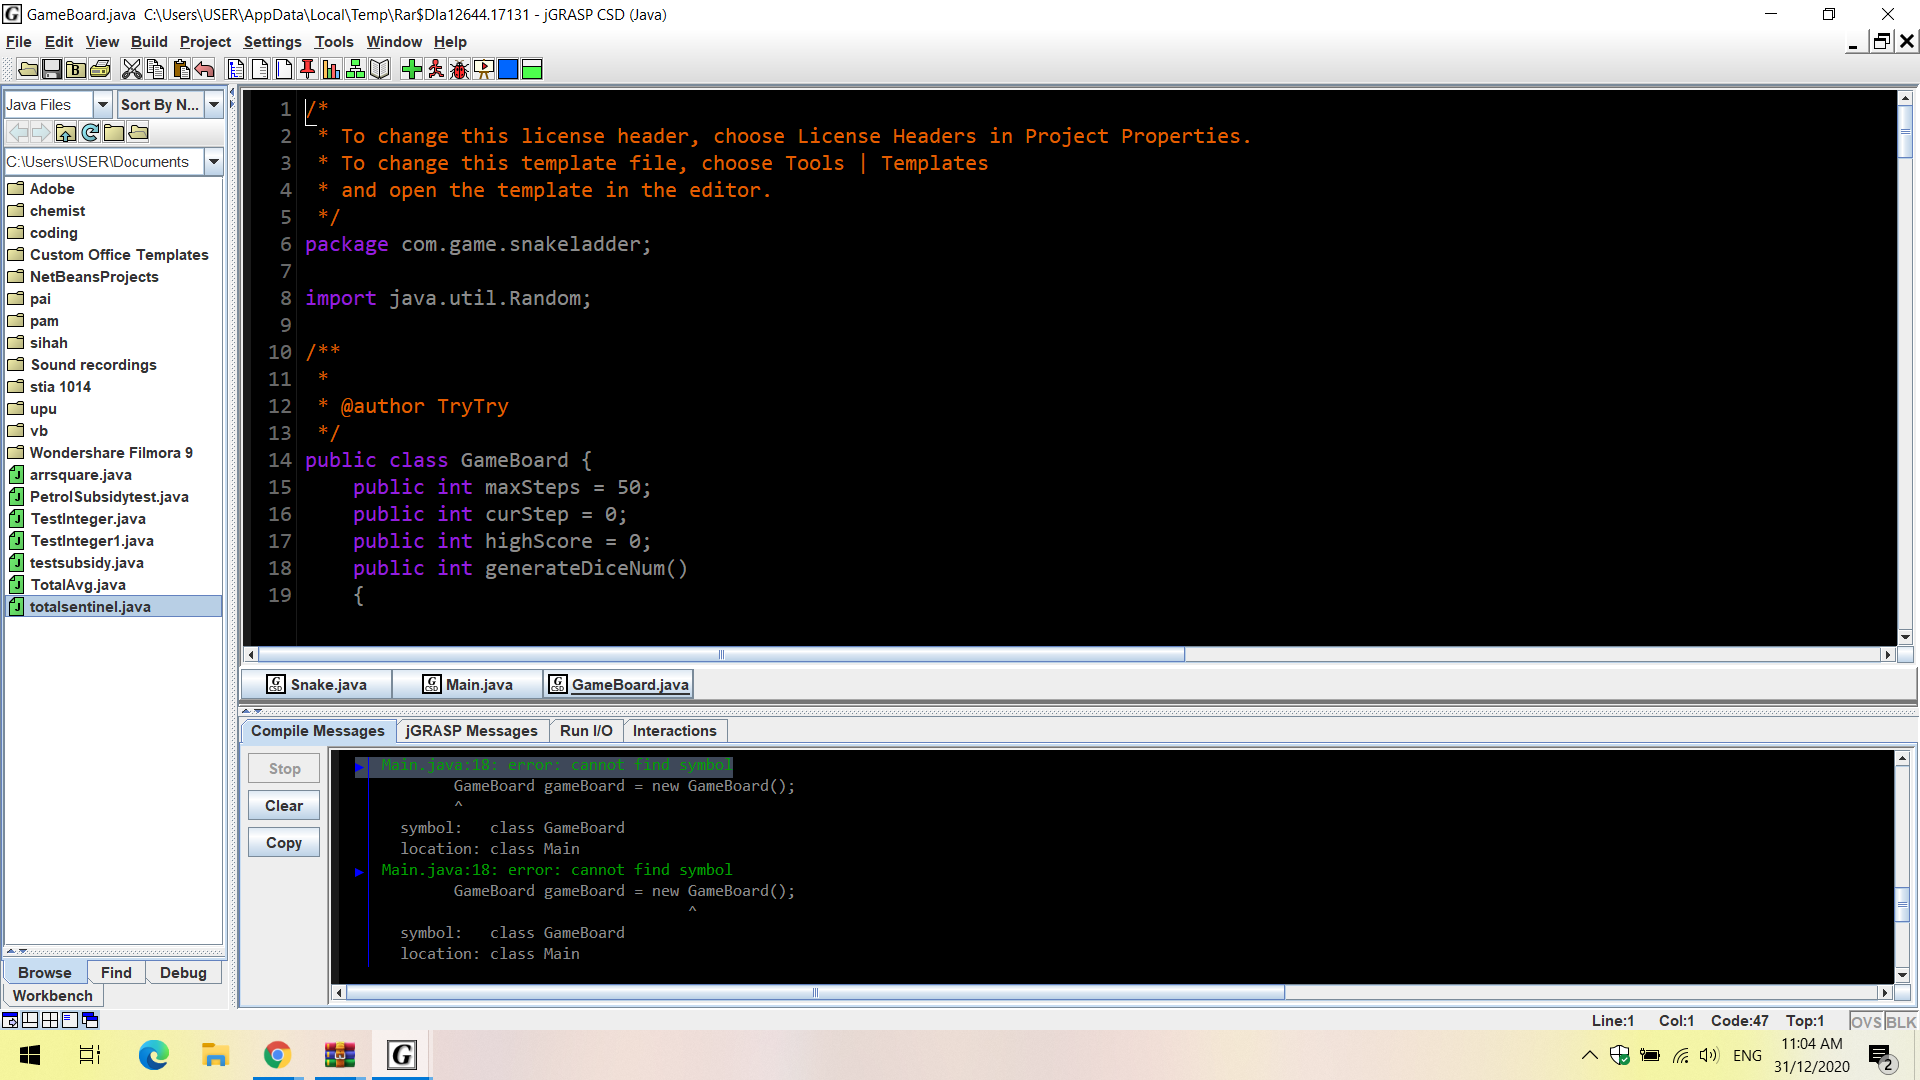 GameBoard.java  C:\Users\USER\AppData\Local\Temp\Rar$DIa12644.17131 - jGRASP CSD (Java)
File Edit View Build Project Settings Tools Window Help
Java Files
Sort By N...
C:\Users\USER\Documents
Adobe
chemist
coding
Custom Office Templates
NetBeansProjects
pai
pam
sihah
Sound recordings
stia 1014
upu
vb
Wondershare Filmora 9
arrsquare.java
PetrolSubsidytest.java
TestInteger.java
TestInteger1.java
testsubsidy.java
TotalAvg.java
totalsentinel.java
Browse Find Debug
Workbench
1 /*
2  * To change this license header, choose License Headers in Project Properties.
3  * To change this template file, choose Tools | Templates
4  * and open the template in the editor.
5  */
6 package com.game.snakeladder;
7
8 import java.util.Random;
9
10 /**
11  *
12  * @author TryTry
13  */
14 public class GameBoard {
15     public int maxSteps = 50;
16     public int curStep = 0;
17     public int highScore = 0;
18     public int generateDiceNum()
19     {
Snake.java Main.java GameBoard.java
Compile Messages jGRASP Messages Run I/O Interactions
Stop
Clear
Copy
Main.java:18: error: cannot find symbol
GameBoard gameBoard = new GameBoard();
^
symbol:   class GameBoard
location: class Main
Main.java:18: error: cannot find symbol
GameBoard gameBoard = new GameBoard();
^
symbol:   class GameBoard
location: class Main
Line:1 Col:1 Code:47 Top:1 OVS BLK
ENG
11:04 AM
31/12/2020
2